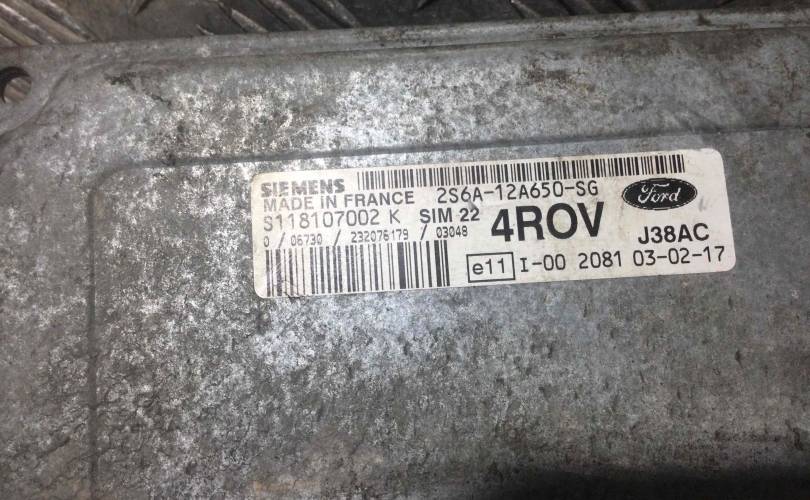 SIEMENS
MADE IN FRANCE 2S6A-12A650-SG Ford
S118107002 K SIM 22 4ROV J38AC
0 / 06730 / 232076179 / 03048
e11 I-00 2081 03-02-17